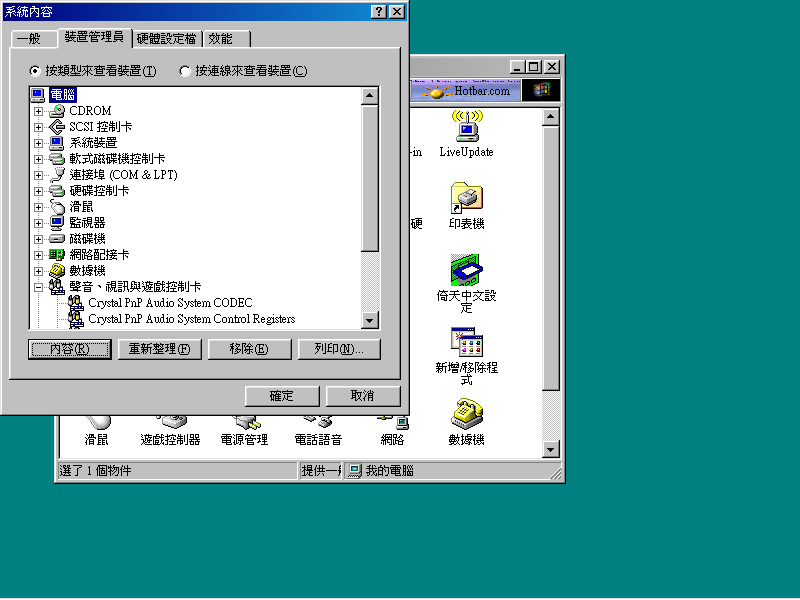 系統內容
一般
裝置管理員
硬體設定檔
效能
按類型來查看裝置(T)
按連線來查看裝置(C)
電腦
CDROM
SCSI 控制卡
系統裝置
軟式磁碟機控制卡
連接埠 (COM & LPT)
硬碟控制卡
滑鼠
監視器
磁碟機
網路配接卡
數據機
聲音、視訊與遊戲控制卡
Crystal PnP Audio System CODEC
Crystal PnP Audio System Control Registers
內容(R)
重新整理(F)
移除(E)
列印(N)...
確定
取消
Hotbar.com
-in
LiveUpdate
硬
印表機
倚天中文設
定
新增/移除程
式
滑鼠
遊戲控制器
電源管理
電話語音
網路
數據機
選了 1 個物件
提供一
我的電腦